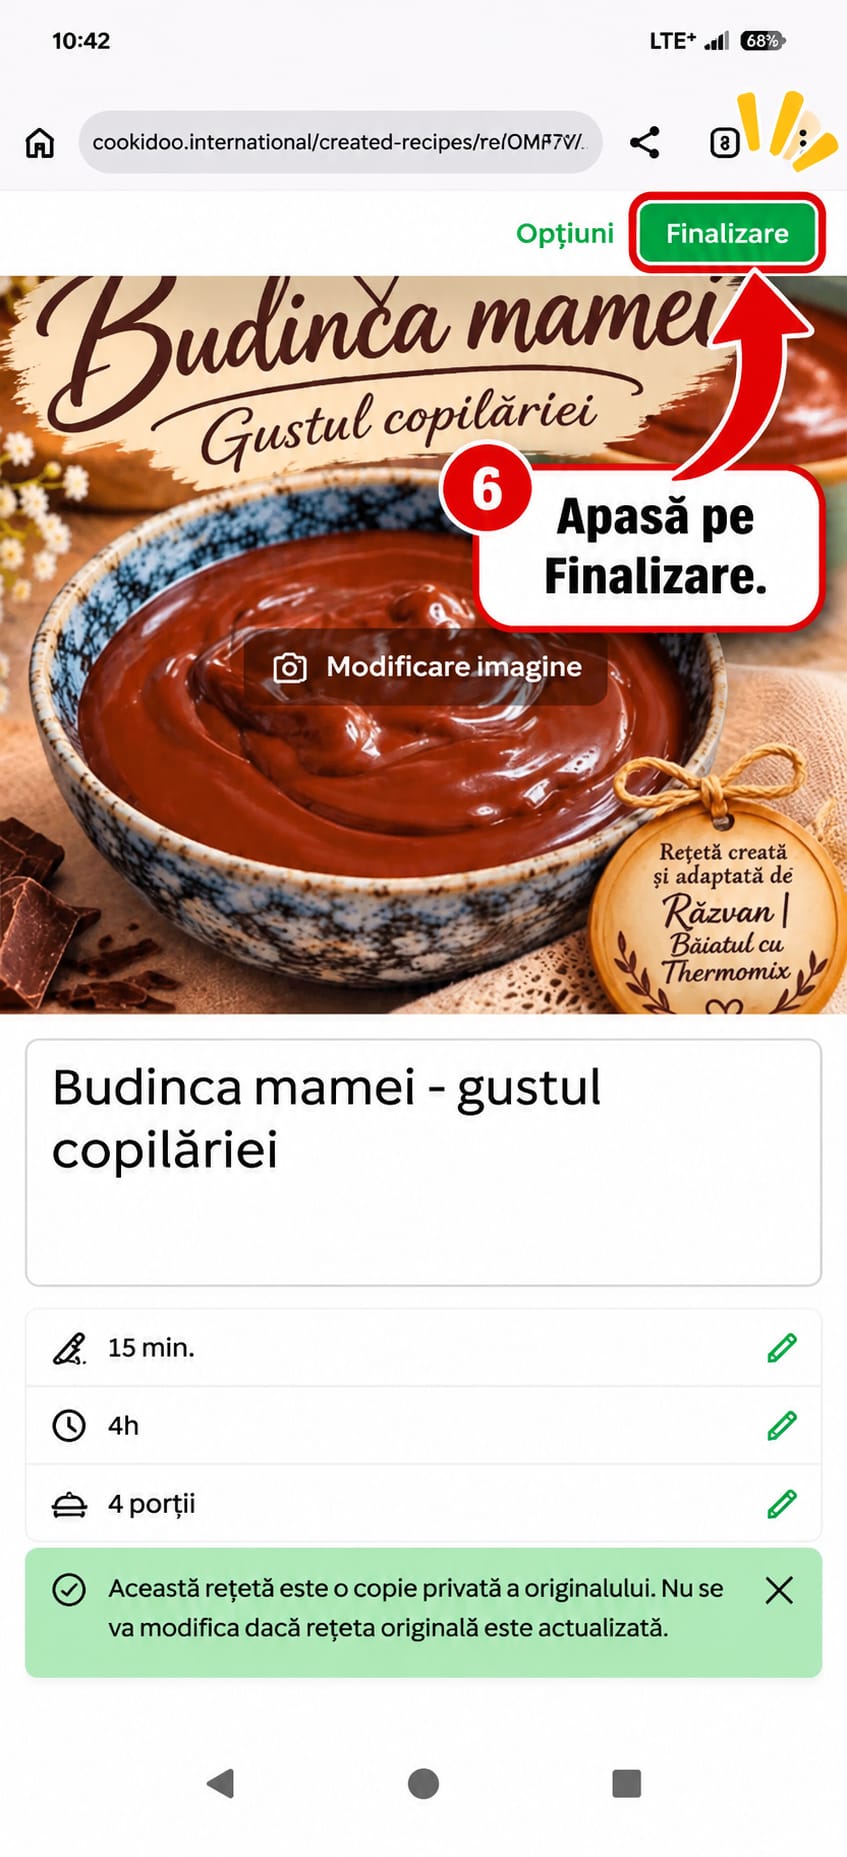 10:42
LTE+
68%
cookidoo.international/created-recipes/re/
8
Opțiuni
Finalizare
Budinca mamei
Gustul copilăriei
6
Apasă pe
Finalizare.
Modificare imagine
Rețetă creată
și adaptată de
Răzvan |
Băiatul cu
Thermomix
Budinca mamei - gustul
copilăriei
15 min.
4h
4 porții
Această rețetă este o copie privată a originalului. Nu se
va modifica dacă rețeta originală este actualizată.